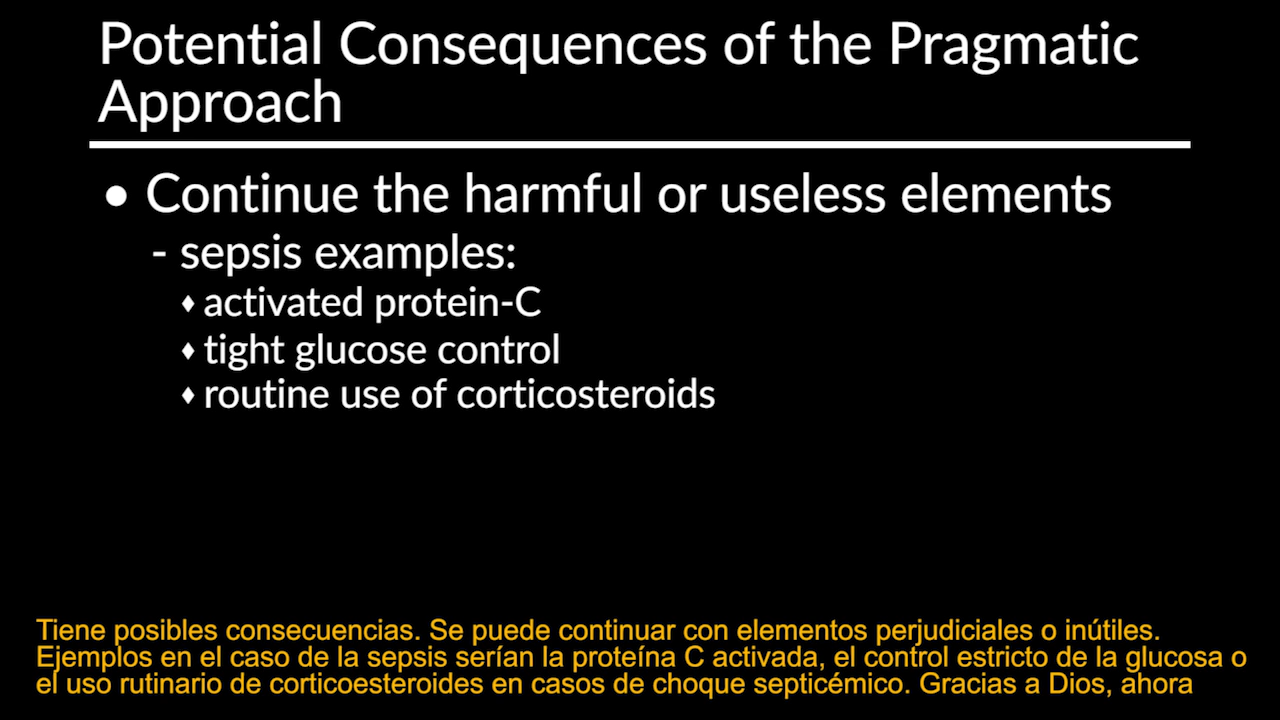 Potential Consequences of the Pragmatic
Approach
• Continue the harmful or useless elements
- sepsis examples:
♦ activated protein-C
♦ tight glucose control
♦ routine use of corticosteroids
Tiene posibles consecuencias. Se puede continuar con elementos perjudiciales o inútiles.
Ejemplos en el caso de la sepsis serían la proteína C activada, el control estricto de la glucosa o
el uso rutinario de corticoesteroides en casos de choque septicémico. Gracias a Dios, ahora